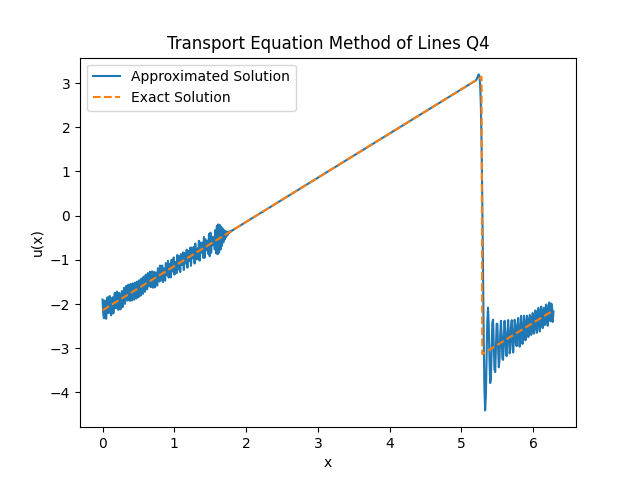 Transport Equation Method of Lines Q4
Approximated Solution
Exact Solution
3
2
1
0
−1
−2
−3
−4
u(x)
0 1 2 3 4 5 6
x